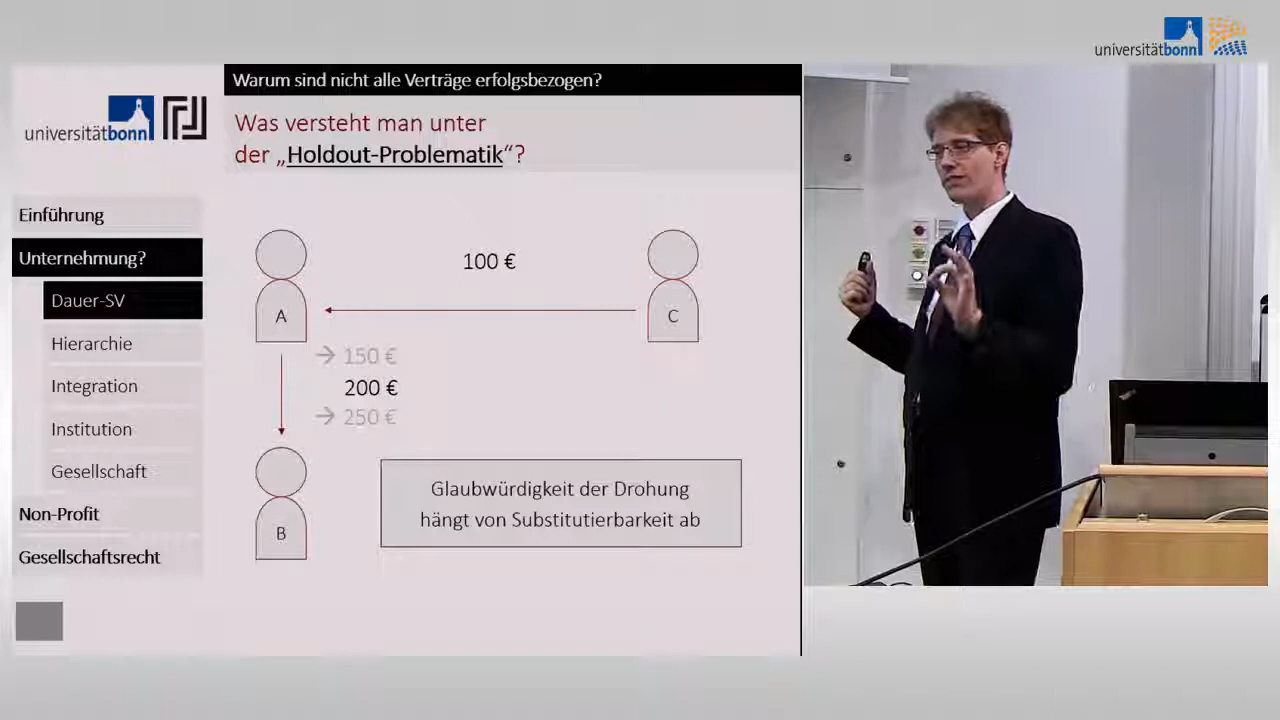 universitätbonn
universitätbonn
Warum sind nicht alle Verträge erfolgsbezogen?
Was versteht man unter
der „Holdout-Problematik“?
Einführung
Unternehmung?
Dauer-SV
Hierarchie
Integration
Institution
Gesellschaft
Non-Profit
Gesellschaftsrecht
100 €
A
C
→ 150 €
200 €
→ 250 €
B
Glaubwürdigkeit der Drohung
hängt von Substitutierbarkeit ab